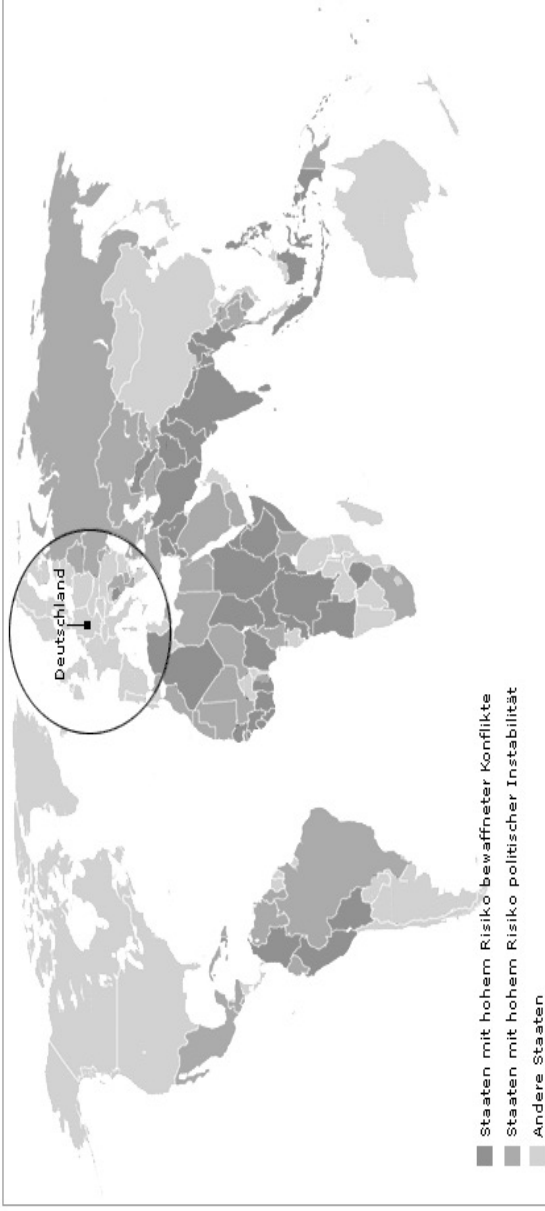 Deutschland
Staaten mit hohem Risiko bewaffneter Konflikte
Staaten mit hohem Risiko politischer Instabilität
Andere Staaten